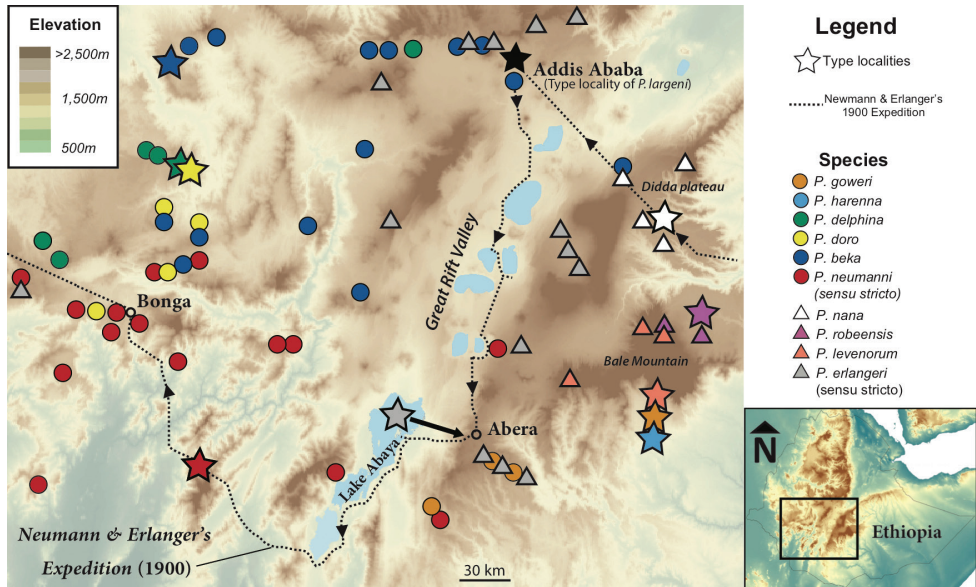 Elevation
>2,500m
1,500m
500m
Addis Ababa
(Type locality of P. largeni)
Didda plateau
Great Rift Valley
Bonga
Bale Mountain
Abera
Lake Abaya
Neumann & Erlanger's
Expedition (1900)
30 km
Legend
Type localities
Newmann & Erlanger's
1900 Expedition
Species
P. goweri
P. harenna
P. delphina
P. doro
P. beka
P. neumanni
(sensu stricto)
P. nana
P. robeensis
P. levenorum
P. erlangeri
(sensu stricto)
N
Ethiopia